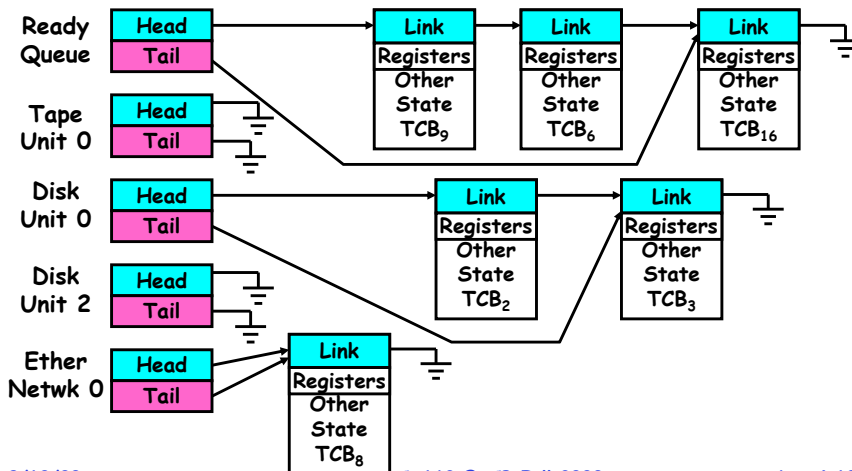 Ready Queue
Head
Tail
Link
Registers
Other
State
TCB9
Link
Registers
Other
State
TCB6
Link
Registers
Other
State
TCB16
Tape Unit 0
Head
Tail
Disk Unit 0
Head
Tail
Link
Registers
Other
State
TCB2
Link
Registers
Other
State
TCB3
Disk Unit 2
Head
Tail
Ether Netwk 0
Head
Tail
Link
Registers
Other
State
TCB8